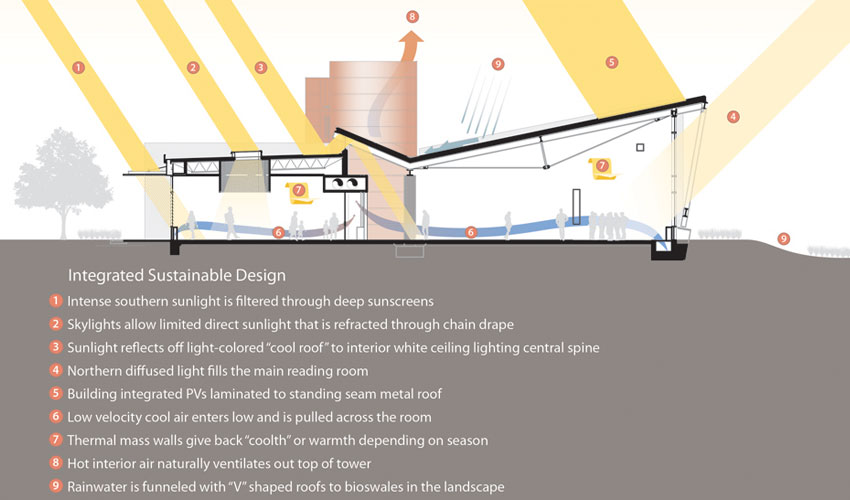 8
1
2
3
9
5
4
7
7
6
6
9
Integrated Sustainable Design
1 Intense southern sunlight is filtered through deep sunscreens
2 Skylights allow limited direct sunlight that is refracted through chain drape
3 Sunlight reflects off light-colored “cool roof” to interior white ceiling lighting central spine
4 Northern diffused light fills the main reading room
5 Building integrated PVs laminated to standing seam metal roof
6 Low velocity cool air enters low and is pulled across the room
7 Thermal mass walls give back “coolth” or warmth depending on season
8 Hot interior air naturally ventilates out top of tower
9 Rainwater is funneled with “V” shaped roofs to bioswales in the landscape